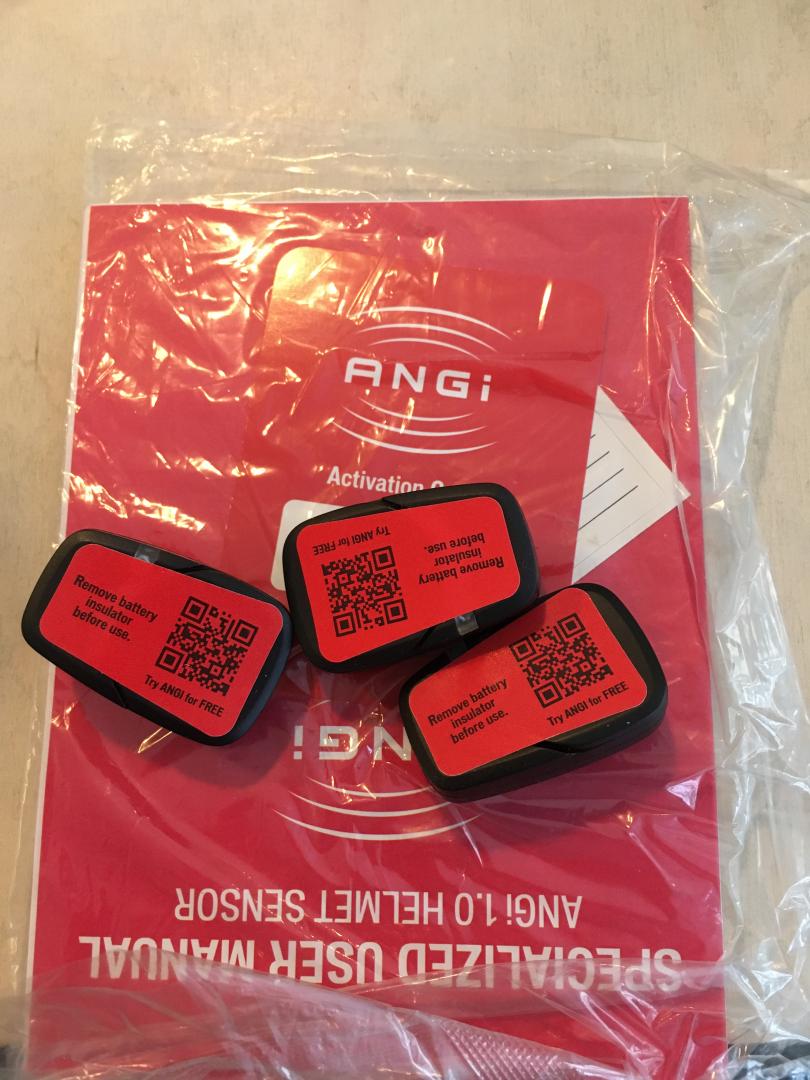 ANGi
Activation
Try ANGI for FREE
Remove battery
insulator
before use.
Remove battery
insulator
before use.
Try ANGI for FREE
Remove battery
insulator
before use.
Try ANGI for FREE
SPECIALIZED USER MANUAL
ANGi 1.0 HELMET SENSOR
ANGi